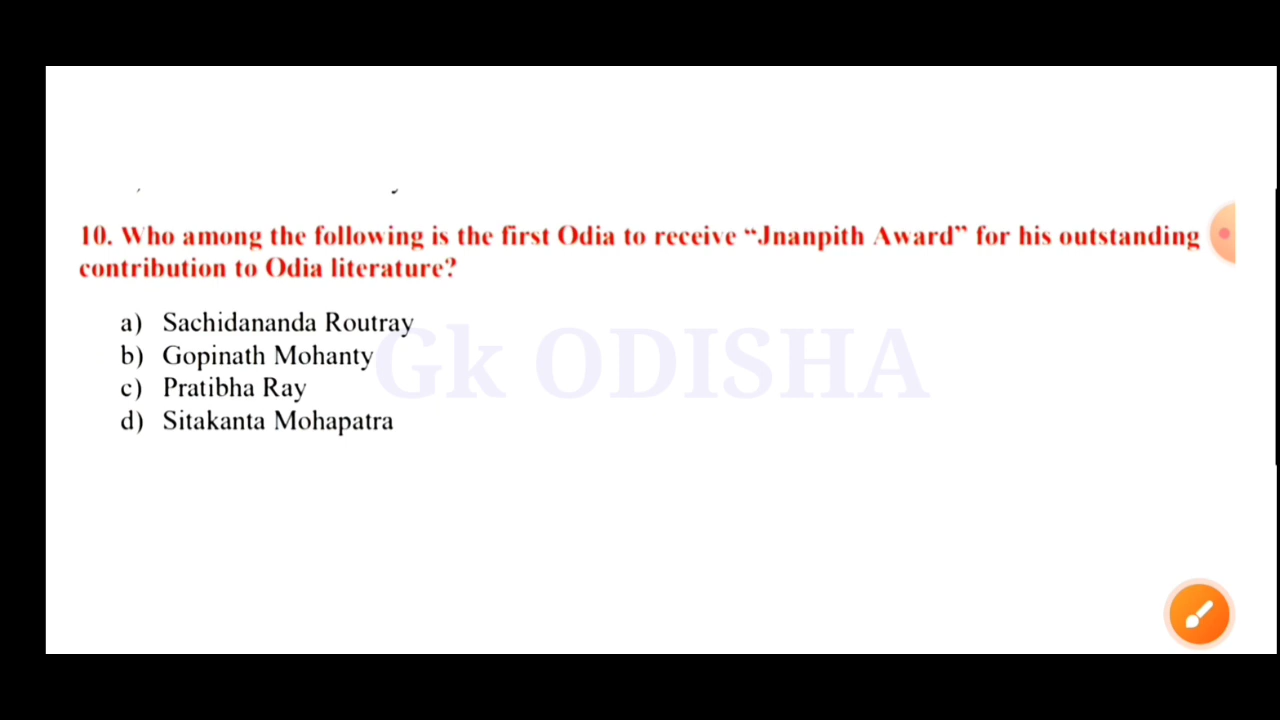 10. Who among the following is the first Odia to receive “Jnanpith Award” for his outstanding
contribution to Odia literature?
a) Sachidananda Routray
b) Gopinath Mohanty
c) Pratibha Ray
d) Sitakanta Mohapatra
Gk ODISHA